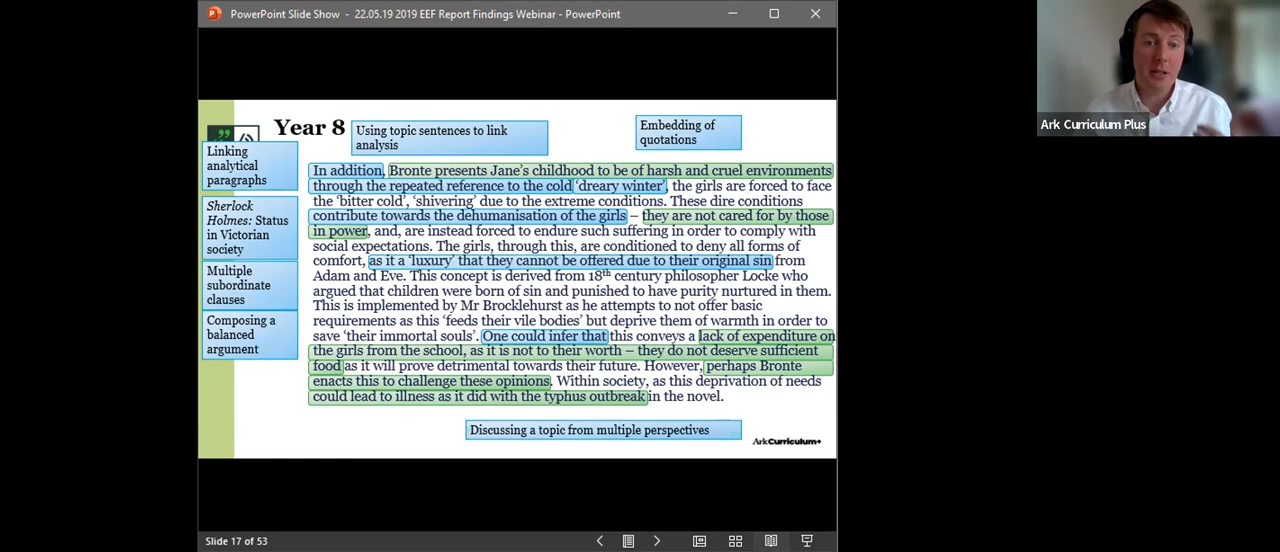 PowerPoint Slide Show - 22.05.19 2019 EEF Report Findings Webinar - PowerPoint
Ark Curriculum Plus
Year 8
Using topic sentences to link
analysis
Embedding of
quotations
Linking
analytical
paragraphs
Sherlock
Holmes: Status
in Victorian
society
Multiple
subordinate
clauses
Composing a
balanced
argument
In addition, Bronte presents Jane's childhood to be of harsh and cruel environments
through the repeated reference to the cold 'dreary winter', the girls are forced to face
the 'bitter cold', 'shivering' due to the extreme conditions. These dire conditions
contribute towards the dehumanisation of the girls – they are not cared for by those
in power, and, are instead forced to endure such suffering in order to comply with
social expectations. The girls, through this, are conditioned to deny all forms of
comfort, as it a 'luxury' that they cannot be offered due to their original sin from
Adam and Eve. This concept is derived from 18th century philosopher Locke who
argued that children were born of sin and punished to have purity nurtured in them.
This is implemented by Mr Brocklehurst as he attempts to not offer basic
requirements as this 'feeds their vile bodies' but deprive them of warmth in order to
save 'their immortal souls'. One could infer that this conveys a lack of expenditure on
the girls from the school, as it is not to their worth – they do not deserve sufficient
food as it will prove detrimental towards their future. However, perhaps Bronte
enacts this to challenge these opinions. Within society, as this deprivation of needs
could lead to illness as it did with the typhus outbreak in the novel.
Discussing a topic from multiple perspectives
ArkCurriculum+
Slide 17 of 53